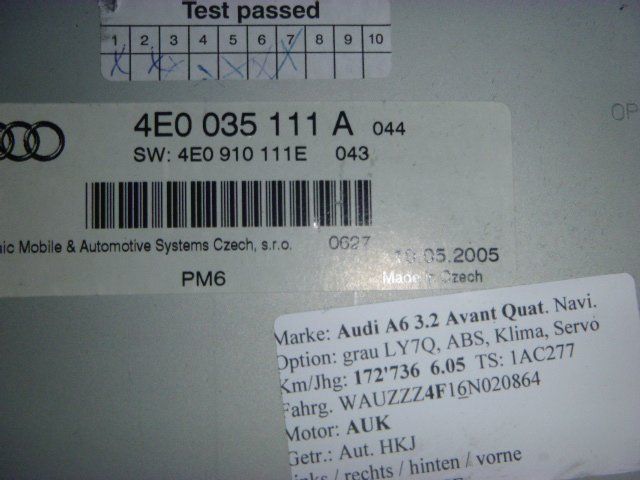 Test passed
1 2 3 4 5 6 7 8 9 10
4E0 035 111 A 044
SW: 4E0 910 111E 043
Mobile & Automotive Systems Czech, s.r.o. 0627 10.05.2005
PM6 Made in Czech
OP
Marke: Audi A6 3.2 Avant Quat. Navi.
Option: grau LY7Q, ABS, Klima, Servo
Km/Jhg: 172'736 6.05 TS: 1AC277
Fahrg. WAUZZZ4F16N020864
Motor: AUK
Getr.: Aut. HKJ
links / rechts / hinten / vorne